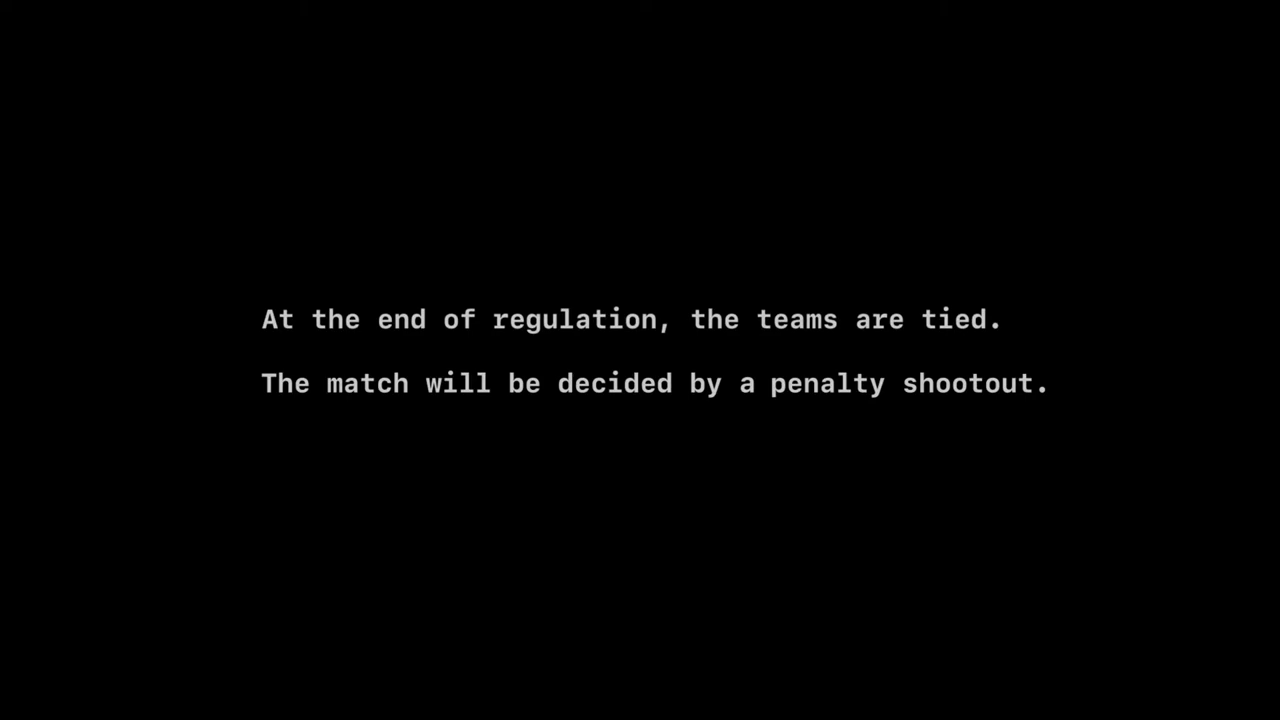 At the end of regulation, the teams are tied.
The match will be decided by a penalty shootout.